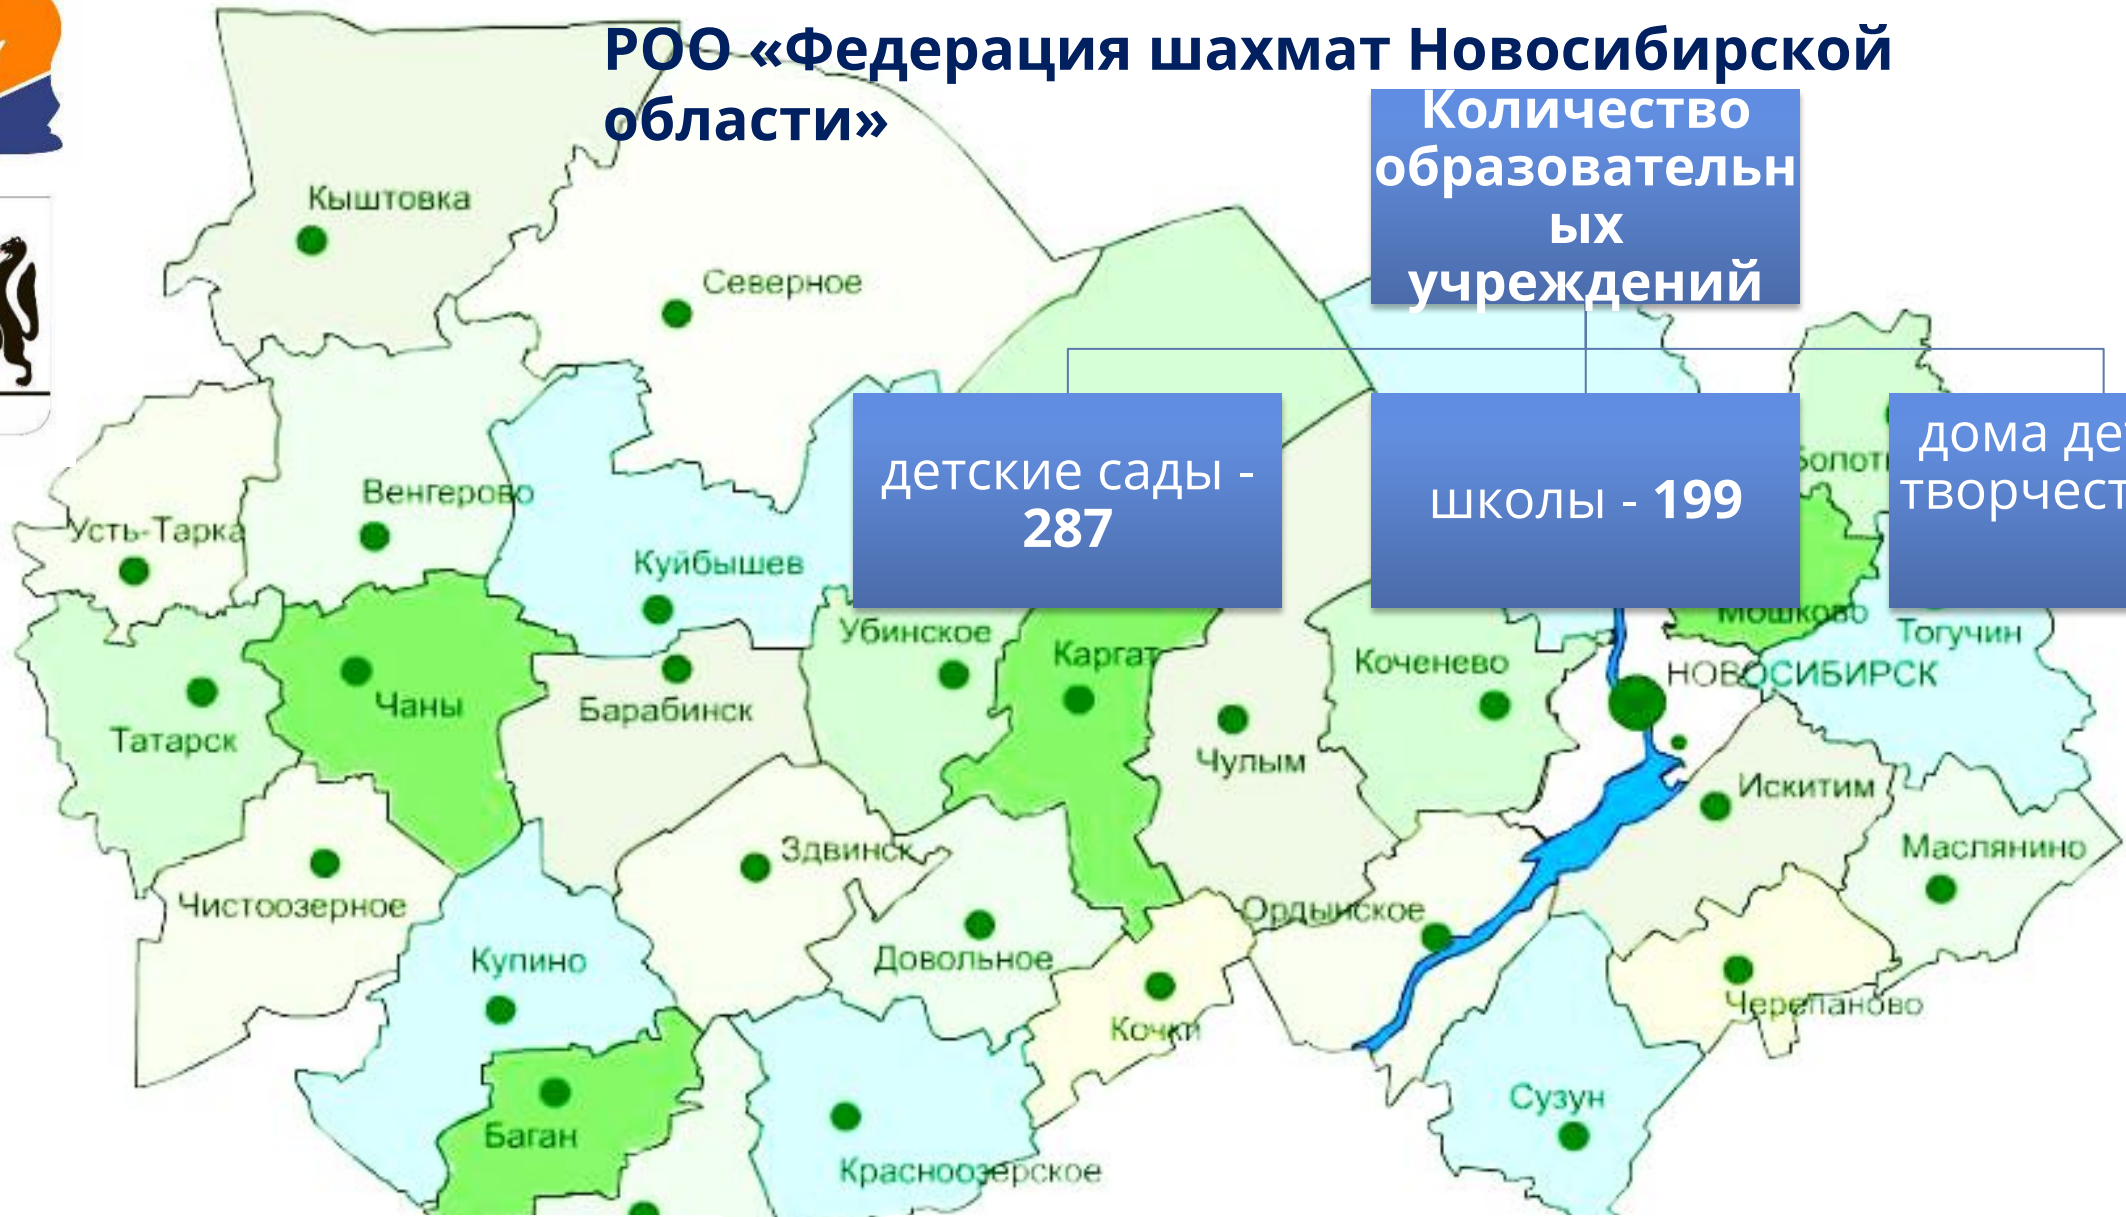 РОО «Федерация шахмат Новосибирской
области»
Количество
образовательн
ых
учреждений
детские сады -
287
школы - 199
дома де
творчест
Кыштовка
Северное
Венгерово
Усть-Тарка
Куйбышев
Убинское
Каргат
Коченево
Мошково
Тогучин
НОВОСИБИРСК
Чаны
Барабинск
Татарск
Чулым
Искитим
Здвинск
Маслянино
Чистоозерное
Ордынское
Купино
Довольное
Кочки
Черепаново
Сузун
Баган
Краснозерское